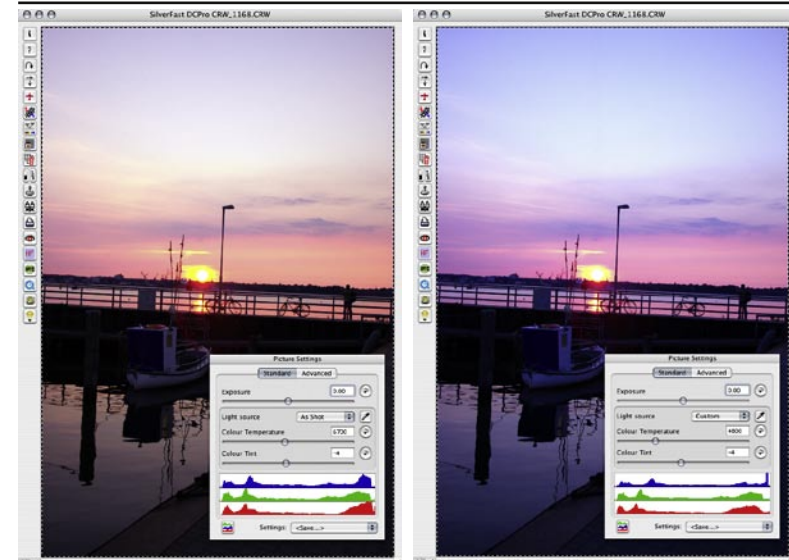 SilverFast DCPro CRW_1168.CRW
Picture Settings
Standard Advanced
Exposure 0.00
Light source As Shot
Colour Temperature 6700
Colour Tint -4
Settings: <Save...>
SilverFast DCPro CRW_1168.CRW
Picture Settings
Standard Advanced
Exposure 0.00
Light source Custom
Colour Temperature 4800
Colour Tint -4
Settings: <Save...>